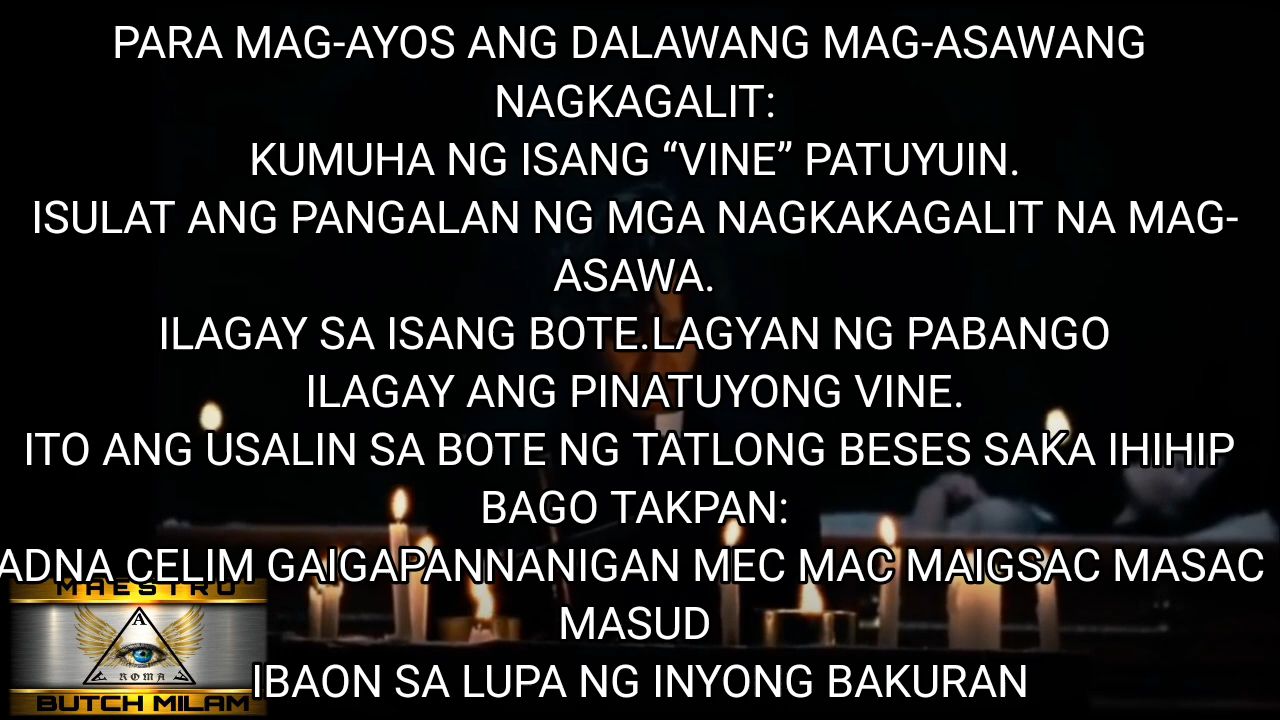 PARA MAG-AYOS ANG DALAWANG MAG-ASAWANG
NAGKAGALIT:
KUMUHA NG ISANG “VINE” PATUYUIN.
ISULAT ANG PANGALAN NG MGA NAGKAKAGALIT NA MAG-
ASAWA.
ILAGAY SA ISANG BOTE.LAGYAN NG PABANGO
ILAGAY ANG PINATUYONG VINE.
ITO ANG USALIN SA BOTE NG TATLONG BESES SAKA IHIHIP
BAGO TAKPAN:
ADNA CELIM GAIGAPANNANIGAN MEC MAC MAIGSAC MASAC
MASUD
IBAON SA LUPA NG INYONG BAKURAN
MAESTRO
A
ROMA
BUTCH MILAM